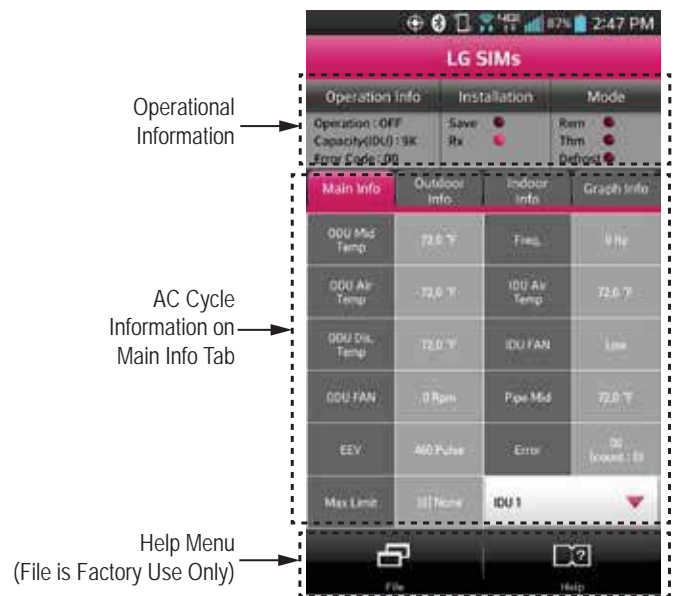 87% 2:47 PM
LG SIMs
Operation Info Installation Mode
Operational
Information
Operation : OFF Save Rem
Capacity(IDU) : 9K Rx Thm
Error Code : 00 Defrost
Main Info Outdoor Info Indoor Info Graph Info
ODU Mid Temp 72.0 °F Freq. 0 Hz
ODU Air Temp 72.0 °F IDU Air Temp 72.0 °F
AC Cycle
Information on
Main Info Tab
ODU Dis. Temp 72.0 °F IDU FAN Low
ODU FAN 0 Rpm Pipe Mid 72.0 °F
EEV 460 Pulse Error 00
Max Limit None IDU 1
Help Menu
(File is Factory Use Only)
File Help